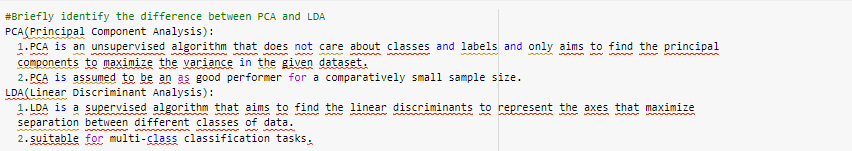 #Briefly identify the difference between PCA and LDA
PCA(Principal Component Analysis):
1.PCA is an unsupervised algorithm that does not care about classes and labels and only aims to find the principal
components to maximize the variance in the given dataset.
2.PCA is assumed to be an as good performer for a comparatively small sample size.
LDA(Linear Discriminant Analysis):
1.LDA is a supervised algorithm that aims to find the linear discriminants to represent the axes that maximize
separation between different classes of data.
2.suitable for multi-class classification tasks.